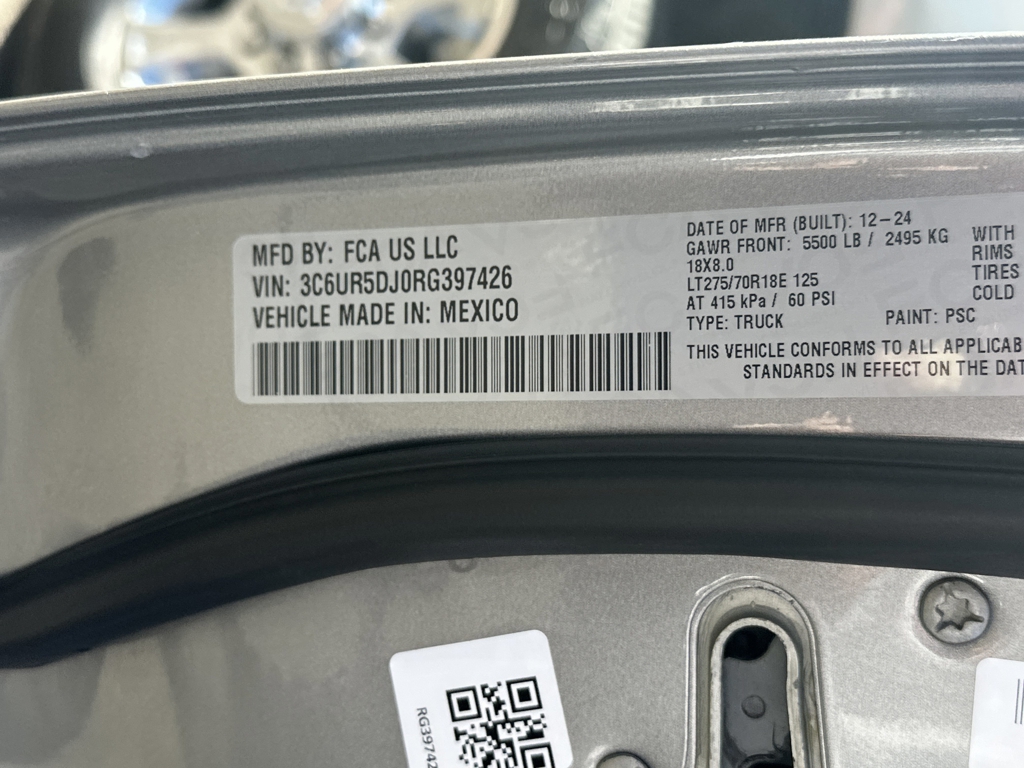 MFD BY: FCA US LLC
VIN: 3C6UR5DJ0RG397426
VEHICLE MADE IN: MEXICO
DATE OF MFR (BUILT): 12-24
GAWR FRONT: 5500 LB / 2495 KG
18X8.0
LT275/70R18E 125
AT 415 kPa / 60 PSI
TYPE: TRUCK PAINT: PSC
WITH
RIMS
TIRES
COLD
THIS VEHICLE CONFORMS TO ALL APPLICAB
STANDARDS IN EFFECT ON THE DAT
RG39742